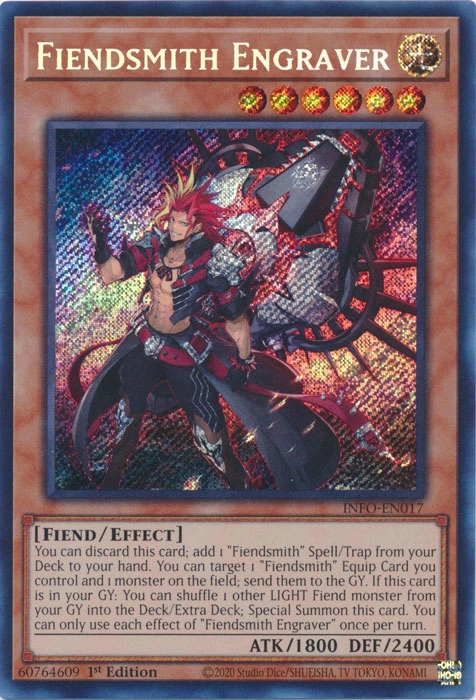 FIENDSMITH ENGRAVER
INFO-EN017
[FIEND/EFFECT]
You can discard this card; add 1 "Fiendsmith" Spell/Trap from your
Deck to your hand. You can target 1 "Fiendsmith" Equip Card you
control and 1 monster on the field; send them to the GY. If this card
is in your GY: You can shuffle 1 other LIGHT Fiend monster from
your GY into the Deck/Extra Deck; Special Summon this card. You
can only use each effect of "Fiendsmith Engraver" once per turn.
ATK/1800 DEF/2400
60764609 1st Edition ©2020 Studio Dice/SHUEISHA, TV TOKYO, KONAMI